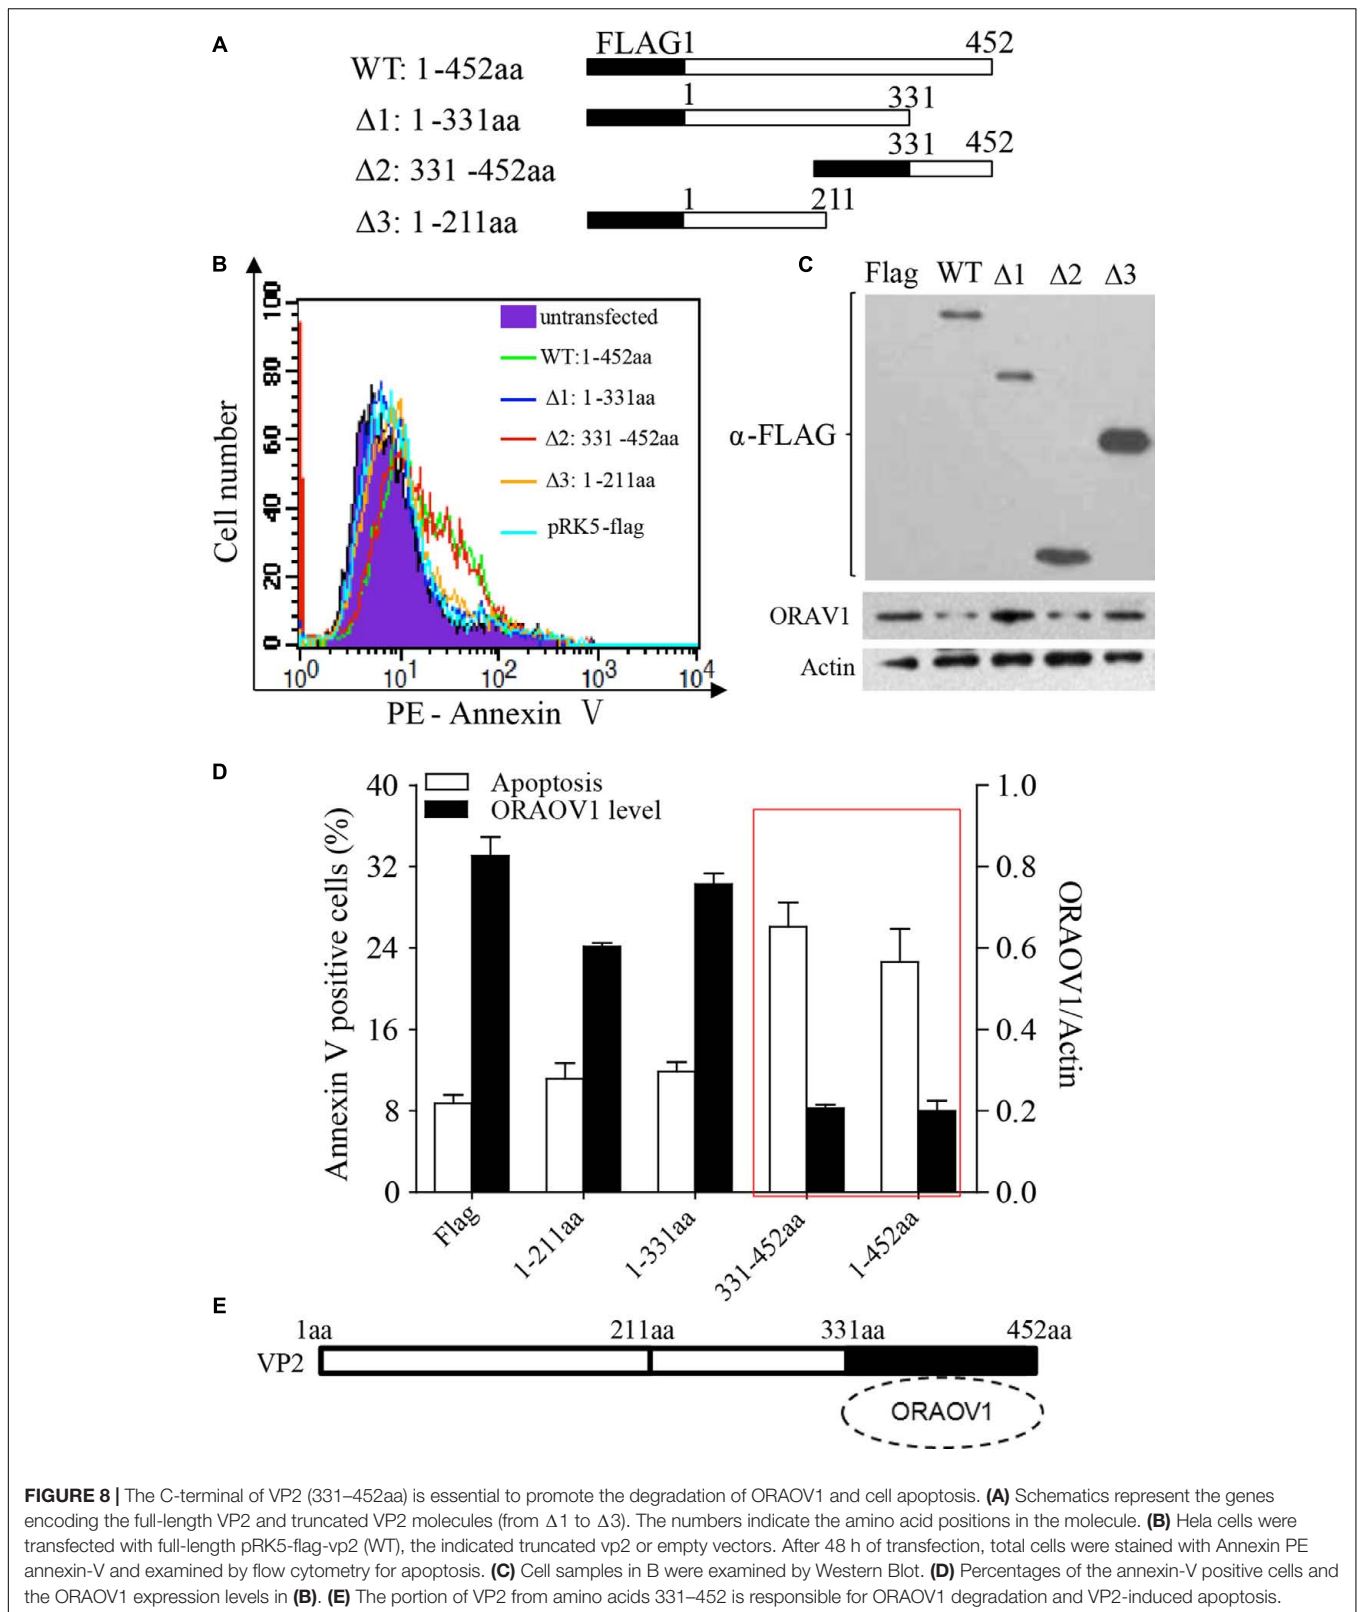 A
FLAG1 452
WT: 1-452aa
1 331
Δ1: 1-331aa
331 452
Δ2: 331 -452aa
1 211
Δ3: 1-211aa
B
100
80
60
40
20
0
Cell number
untransfected
WT:1-452aa
Δ1: 1-331aa
Δ2: 331 -452aa
Δ3: 1-211aa
pRK5-flag
10^0 10^1 10^2 10^3 10^4
PE - Annexin V
C
Flag WT Δ1 Δ2 Δ3
α-FLAG
ORAV1
Actin
D
Apoptosis
ORAOV1 level
Annexin V positive cells (%)
40
32
24
16
8
0
1.0
0.8
0.6
0.4
0.2
0.0
ORAOV1/Actin
Flag 1-211aa 1-331aa 331-452aa 1-452aa
E
1aa 211aa 331aa 452aa
VP2
ORAOV1
FIGURE 8 | The C-terminal of VP2 (331–452aa) is essential to promote the degradation of ORAOV1 and cell apoptosis. (A) Schematics represent the genes
encoding the full-length VP2 and truncated VP2 molecules (from Δ1 to Δ3). The numbers indicate the amino acid positions in the molecule. (B) Hela cells were
transfected with full-length pRK5-flag-vp2 (WT), the indicated truncated vp2 or empty vectors. After 48 h of transfection, total cells were stained with Annexin PE
annexin-V and examined by flow cytometry for apoptosis. (C) Cell samples in B were examined by Western Blot. (D) Percentages of the annexin-V positive cells and
the ORAOV1 expression levels in (B). (E) The portion of VP2 from amino acids 331–452 is responsible for ORAOV1 degradation and VP2-induced apoptosis.